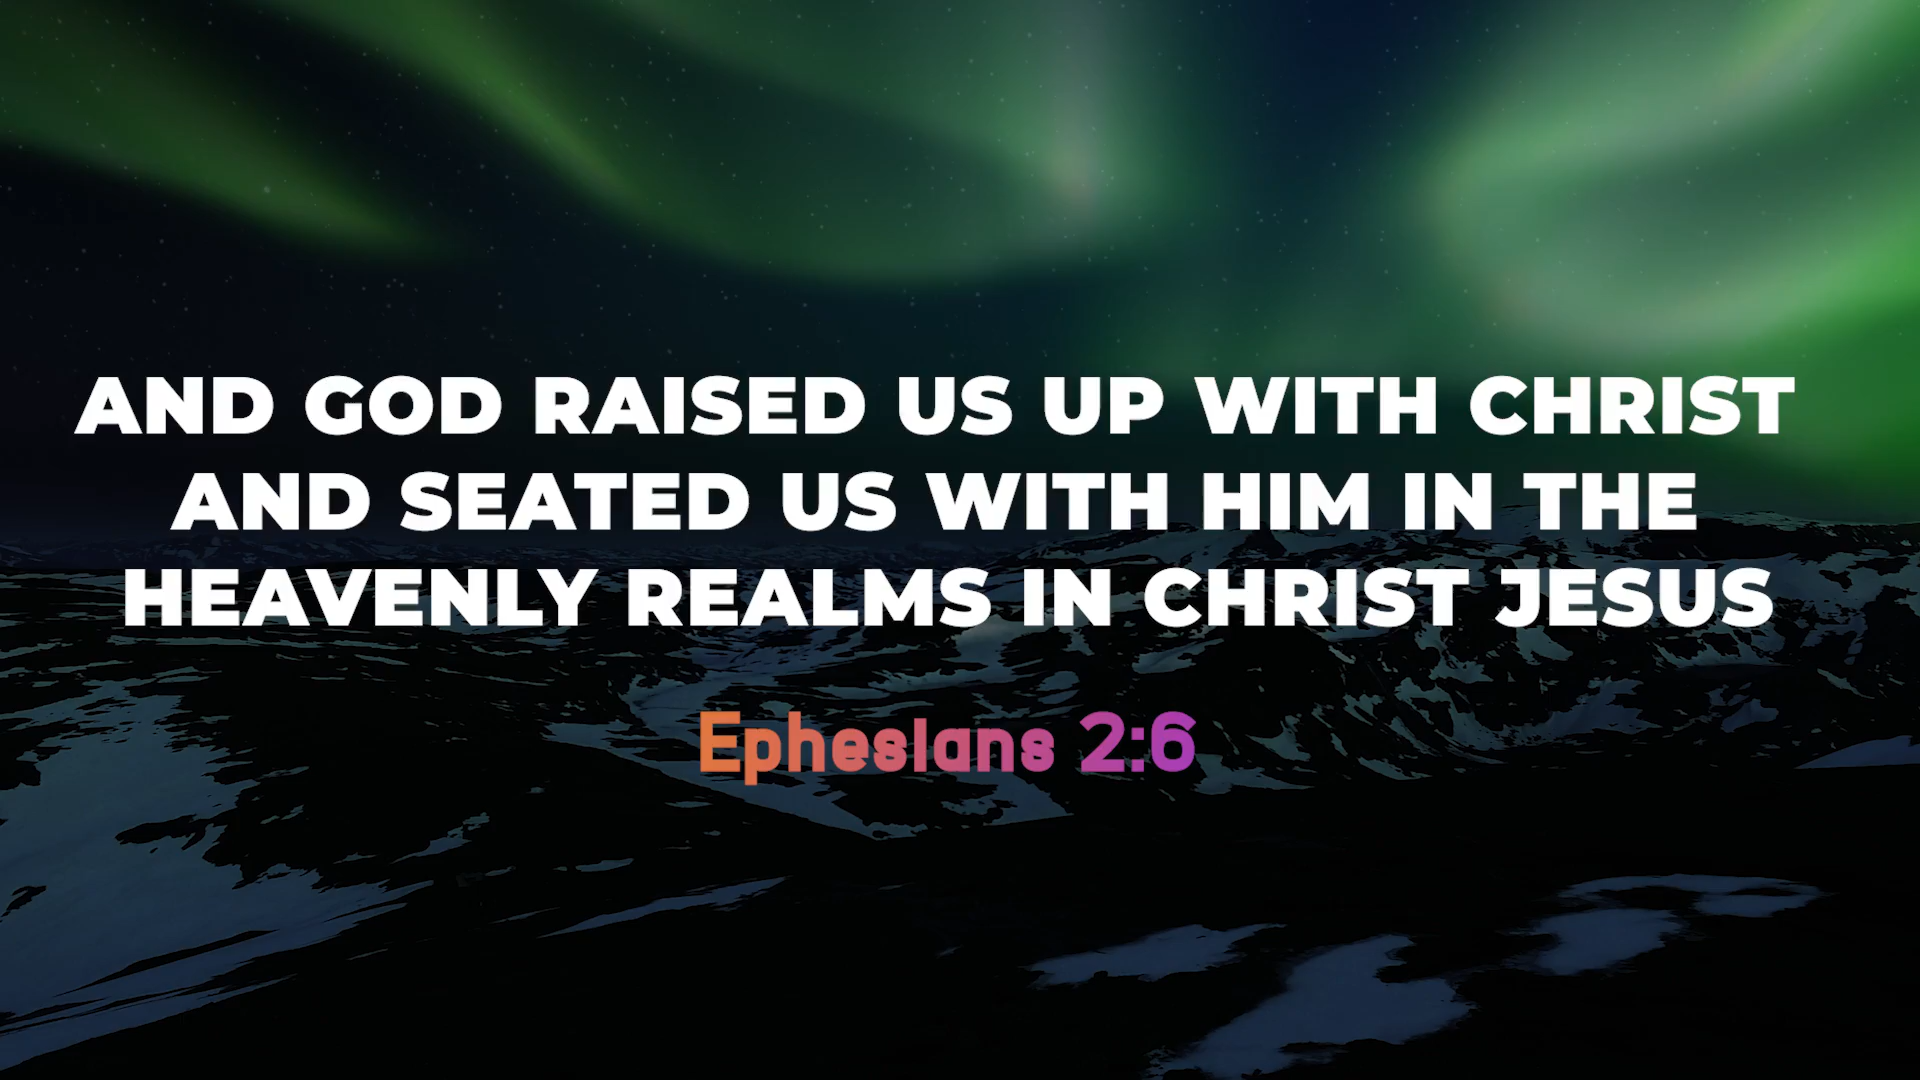 AND GOD RAISED US UP WITH CHRIST
AND SEATED US WITH HIM IN THE
HEAVENLY REALMS IN CHRIST JESUS
Ephesians 2:6